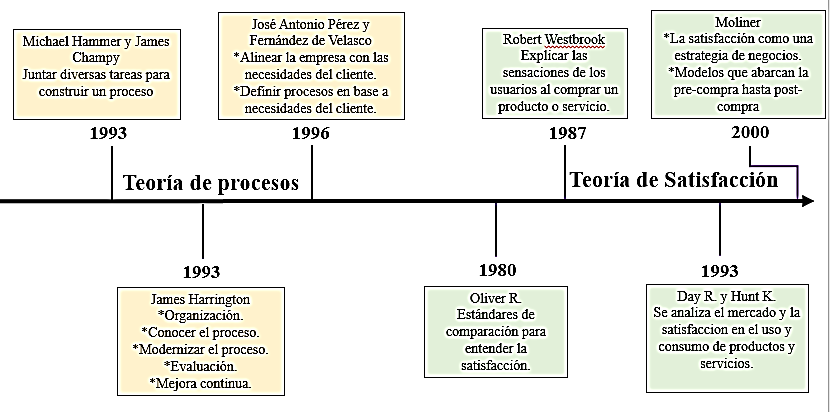 Michael Hammer y James
Champy
Juntar diversas tareas para
construir un proceso
1993
José Antonio Pérez y
Fernández de Velasco
*Alinear la empresa con las
necesidades del cliente.
*Definir procesos en base a
necesidades del cliente.
1996
Robert Westbrook
Explicar las
sensaciones de los
usuarios al comprar un
producto o servicio.
1987
Moliner
*La satisfacción como una
estrategia de negocios.
*Modelos que abarcan la
pre-compra hasta post-
compra
2000
Teoría de procesos
Teoría de Satisfacción
1993
James Harrington
*Organización.
*Conocer el proceso.
*Modernizar el proceso.
*Evaluación.
*Mejora continua.
1980
Oliver R.
Estándares de
comparación para
entender la
satisfacción.
1993
Day R. y Hunt K.
Se analiza el mercado y la
satisfaccion en el uso y
consumo de productos y
servicios.